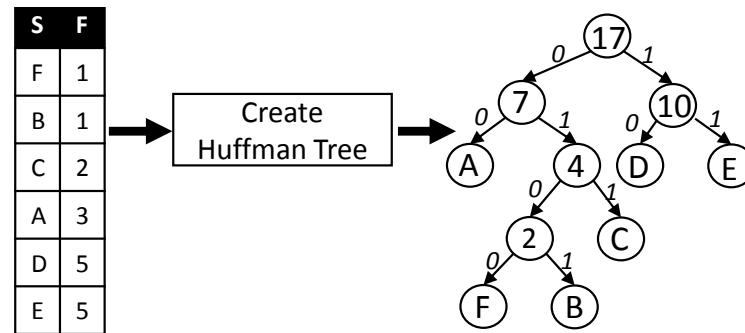 S F
F 1
B 1
C 2
A 3
D 5
E 5
Create
Huffman Tree
17
0 1
7 10
0 1 0 1
A 4 D E
0 1
2 C
0 1
F B